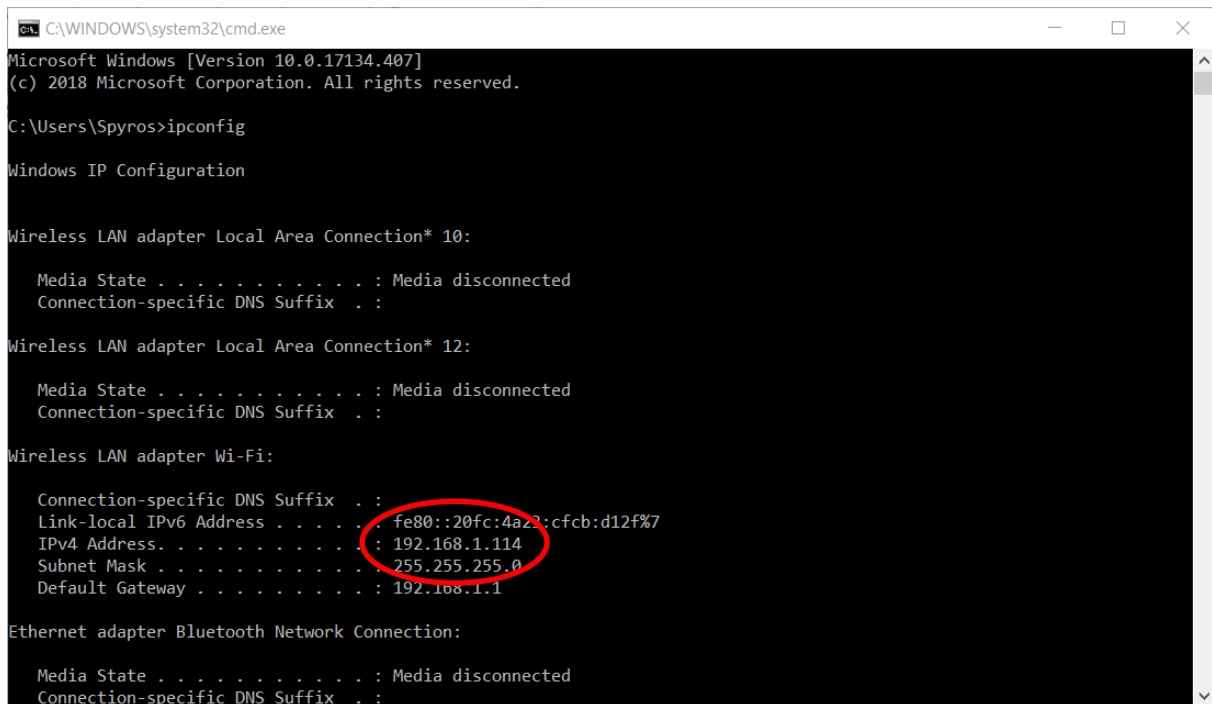 C:\WINDOWS\system32\cmd.exe
Microsoft Windows [Version 10.0.17134.407]
(c) 2018 Microsoft Corporation. All rights reserved.
C:\Users\Spyros>ipconfig
Windows IP Configuration
Wireless LAN adapter Local Area Connection* 10:
Media State . . . . . . . . . . . : Media disconnected
Connection-specific DNS Suffix  . :
Wireless LAN adapter Local Area Connection* 12:
Media State . . . . . . . . . . . : Media disconnected
Connection-specific DNS Suffix  . :
Wireless LAN adapter Wi-Fi:
Connection-specific DNS Suffix  . :
Link-local IPv6 Address . . . . . : fe80::20fc:4a23:cfcb:d12f%7
IPv4 Address. . . . . . . . . . . : 192.168.1.114
Subnet Mask . . . . . . . . . . . : 255.255.255.0
Default Gateway . . . . . . . . . : 192.168.1.1
Ethernet adapter Bluetooth Network Connection:
Media State . . . . . . . . . . . : Media disconnected
Connection-specific DNS Suffix  . :